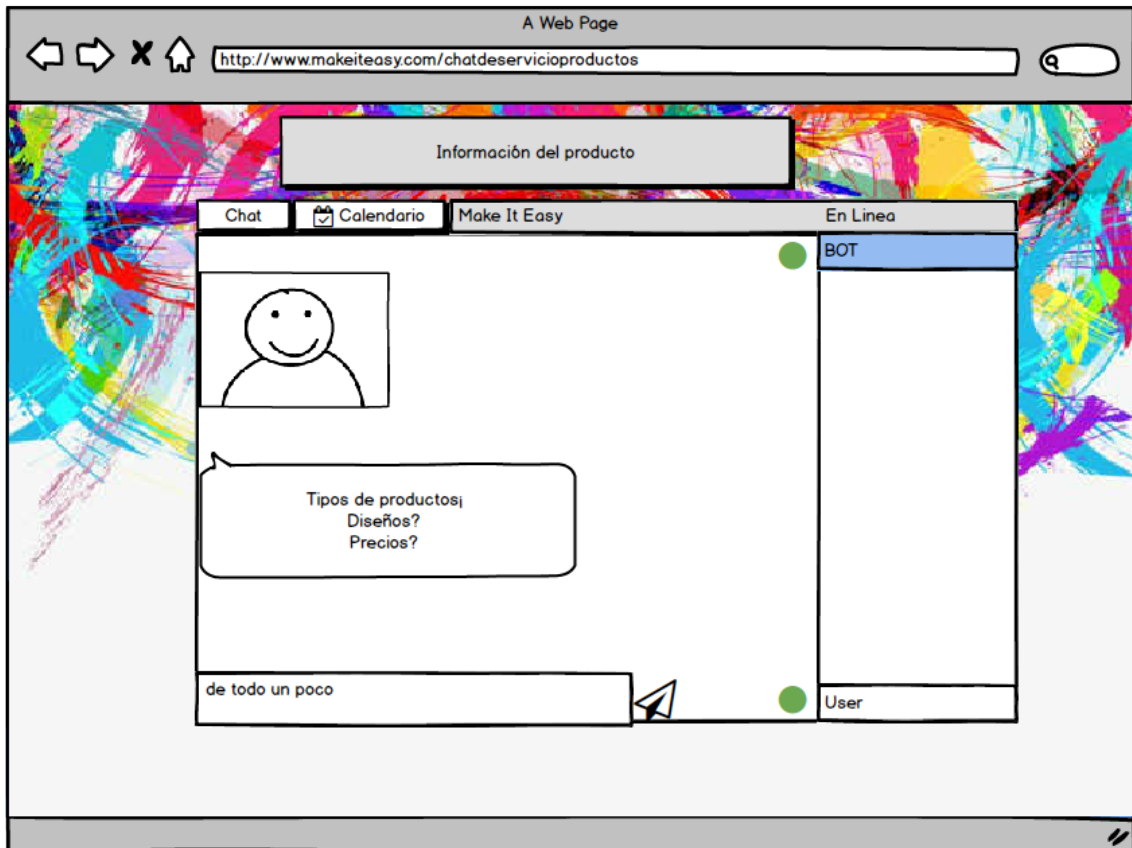 A Web Page
http://www.makeiteasy.com/chatdeservicioproductos
Información del producto
Chat
Calendario
Make It Easy
En Linea
BOT
Tipos de productos¡
Diseños?
Precios?
de todo un poco
User